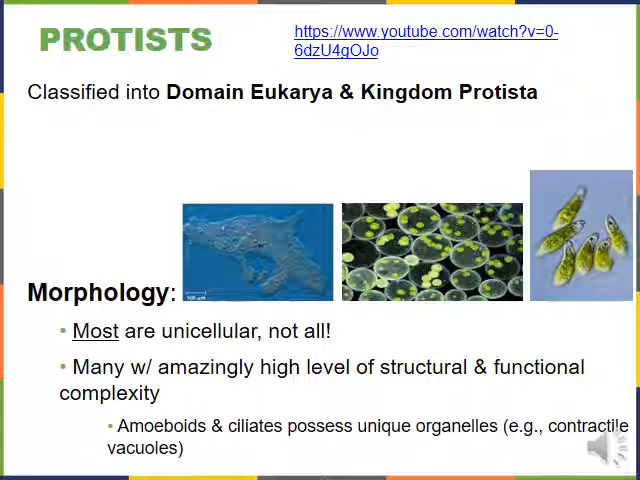 PROTISTS
https://www.youtube.com/watch?v=0-
6dzU4gOJo
Classified into Domain Eukarya & Kingdom Protista
Morphology:
• Most are unicellular, not all!
• Many w/ amazingly high level of structural & functional
complexity
• Amoeboids & ciliates possess unique organelles (e.g., contractile
vacuoles)